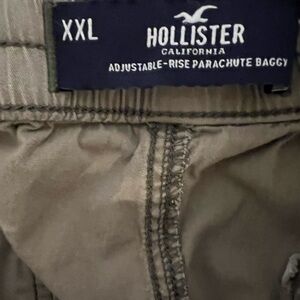 XXL
HOLLISTER
CALIFORNIA
ADJUSTABLE-RISE PARACHUTE BAGGY